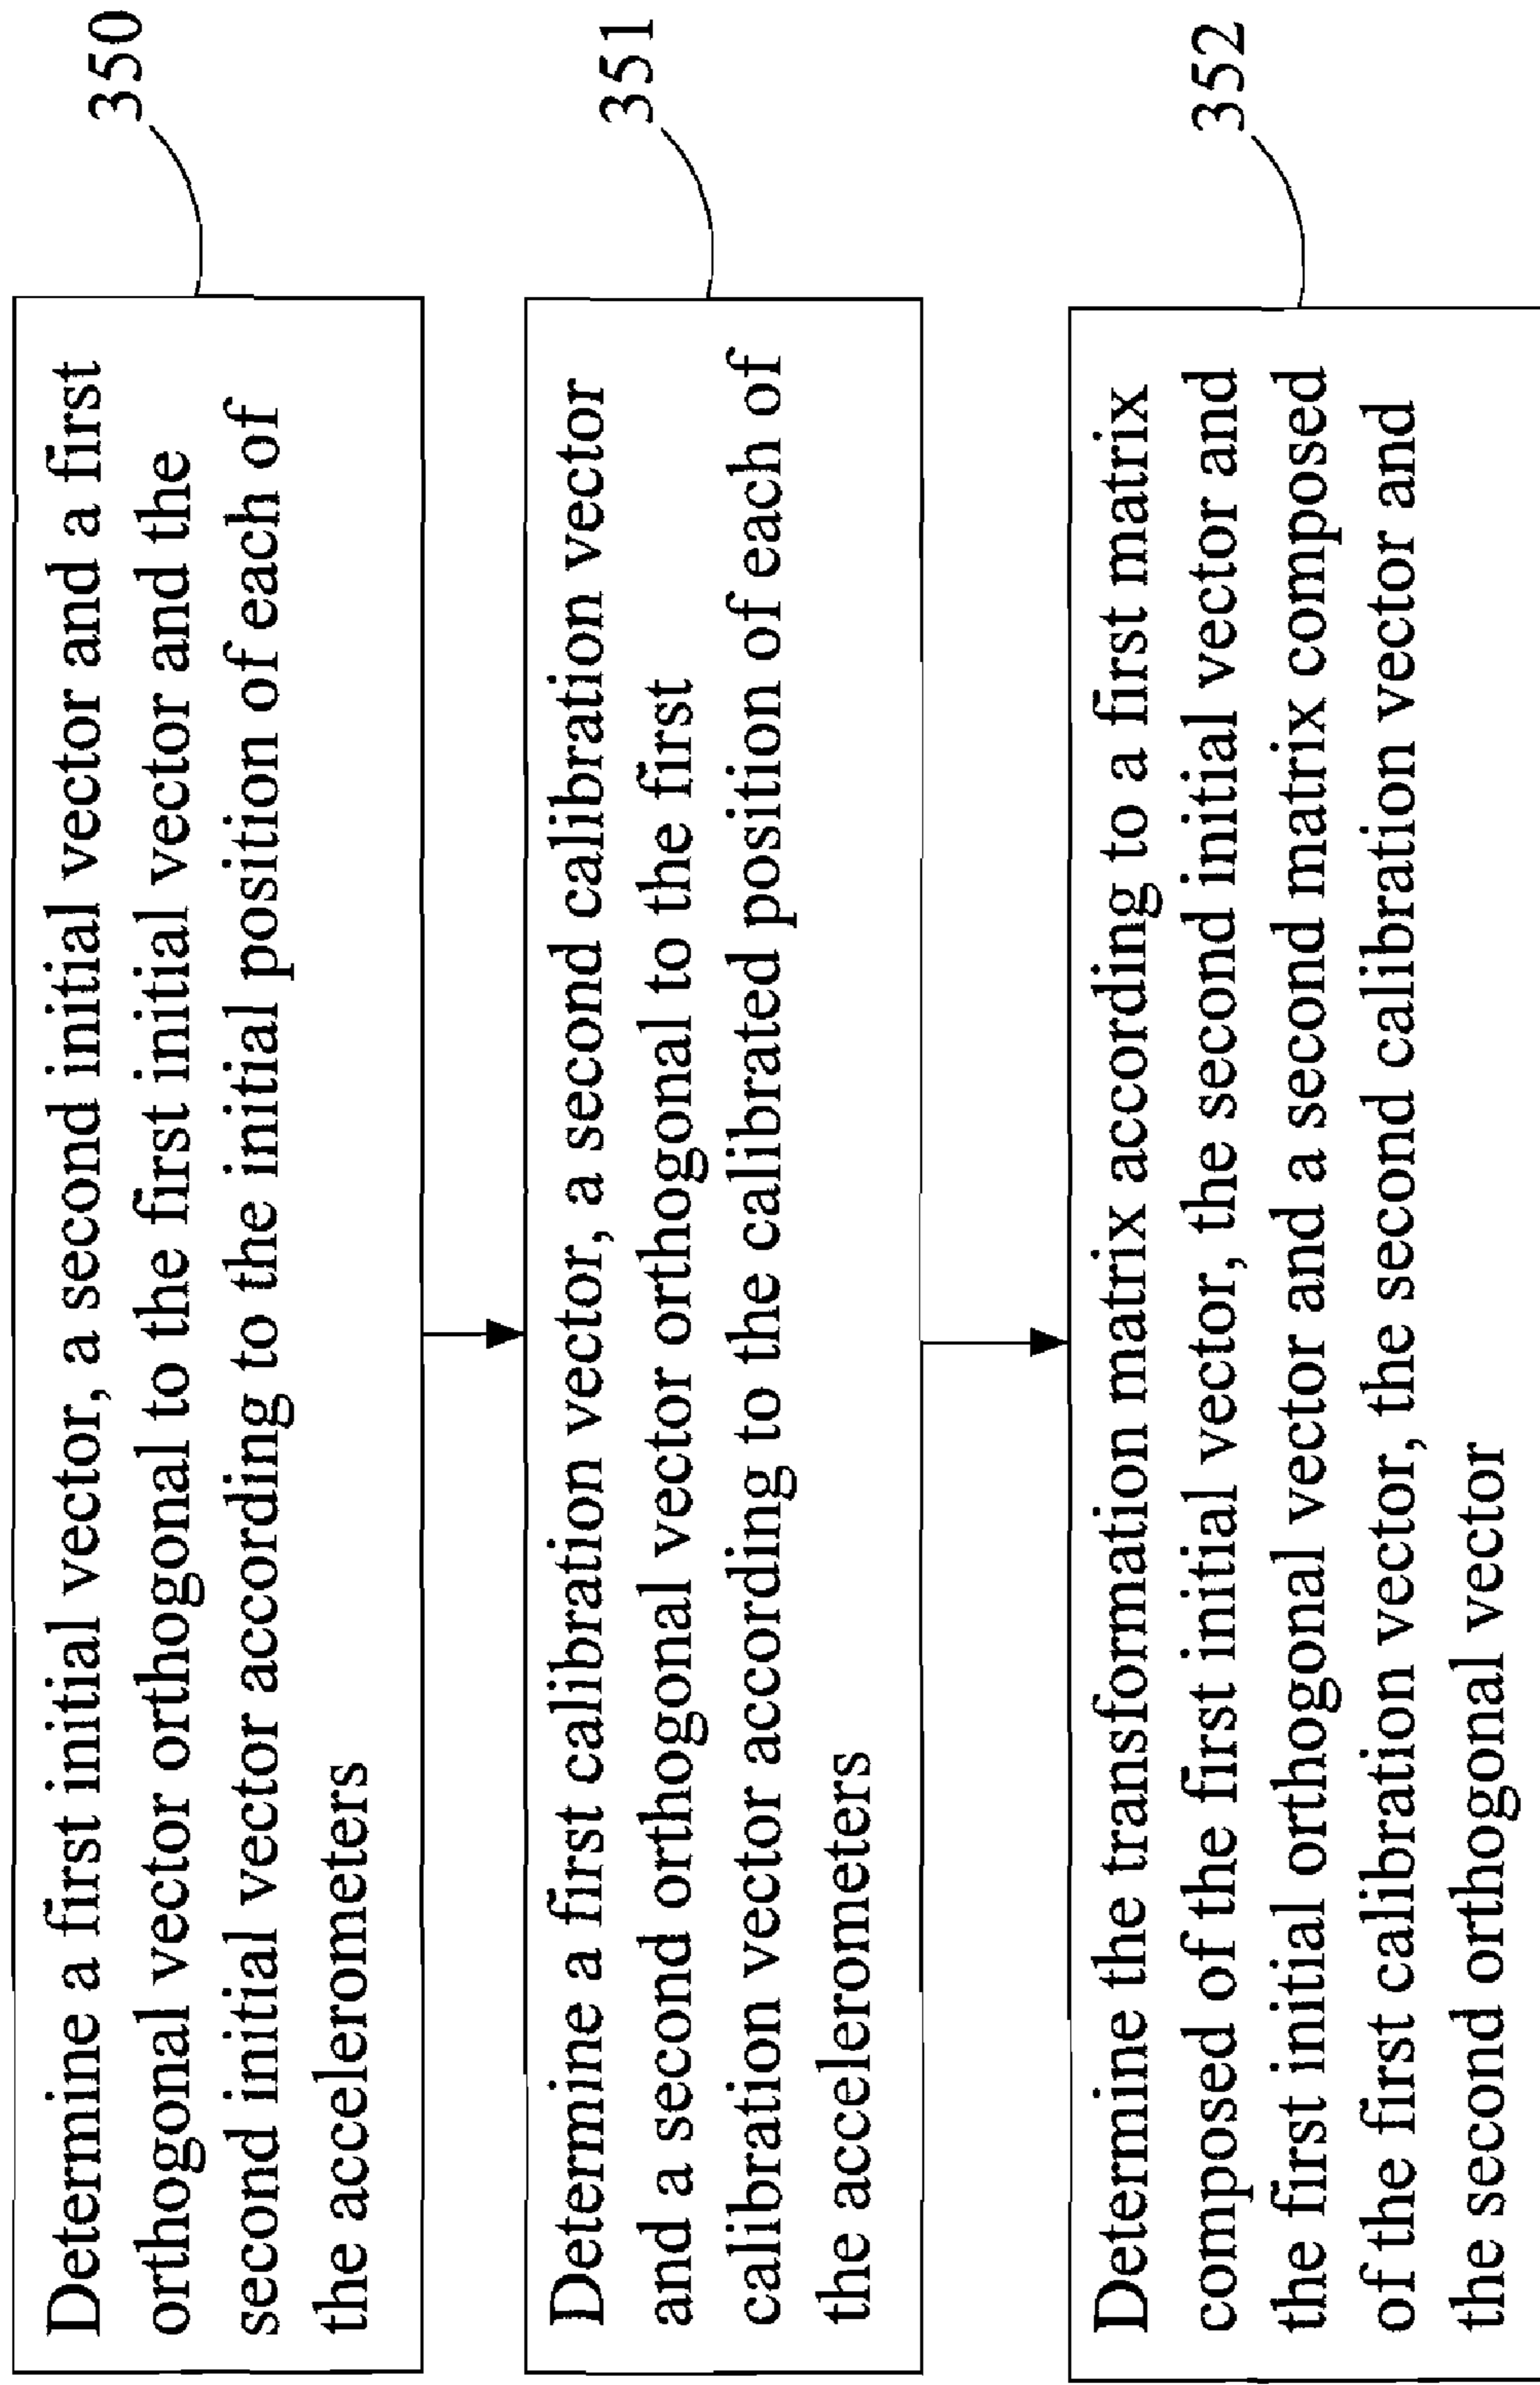 350
Determine a first initial vector, a second initial vector and a first
orthogonal vector orthogonal to the first initial vector and the
second initial vector according to the initial position of each of
the accelerometers
351
Determine a first calibration vector, a second calibration vector
and a second orthogonal vector orthogonal to the first
calibration vector according to the calibrated position of each of
the accelerometers
352
Determine the transformation matrix according to a first matrix
composed of the first initial vector, the second initial vector and
the first initial orthogonal vector and a second matrix composed
of the first calibration vector, the second calibration vector and
the second orthogonal vector